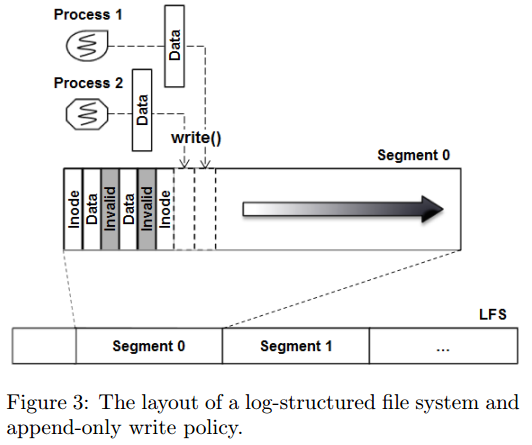 Process 1
Data
Process 2
Data
write()
Segment 0
Inode
Data
Invalid
Data
Invalid
Inode
LFS
Segment 0
Segment 1
...
Figure 3: The layout of a log-structured file system and
append-only write policy.